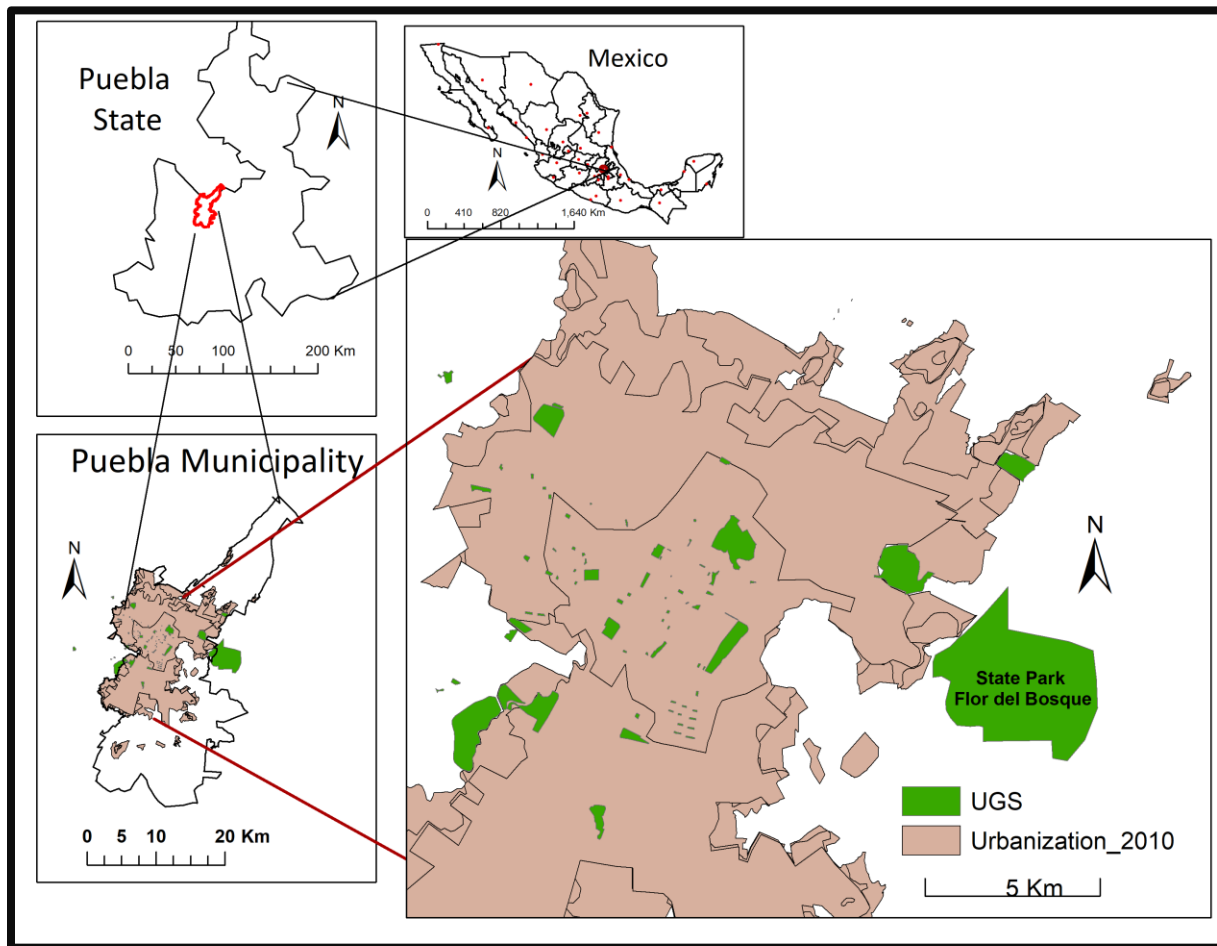 Puebla
State
N
0 50 100 200 Km
Mexico
N
0 410 820 1,640 Km
Puebla Municipality
N
0 5 10 20 Km
N
State Park
Flor del Bosque
UGS
Urbanization_2010
5 Km